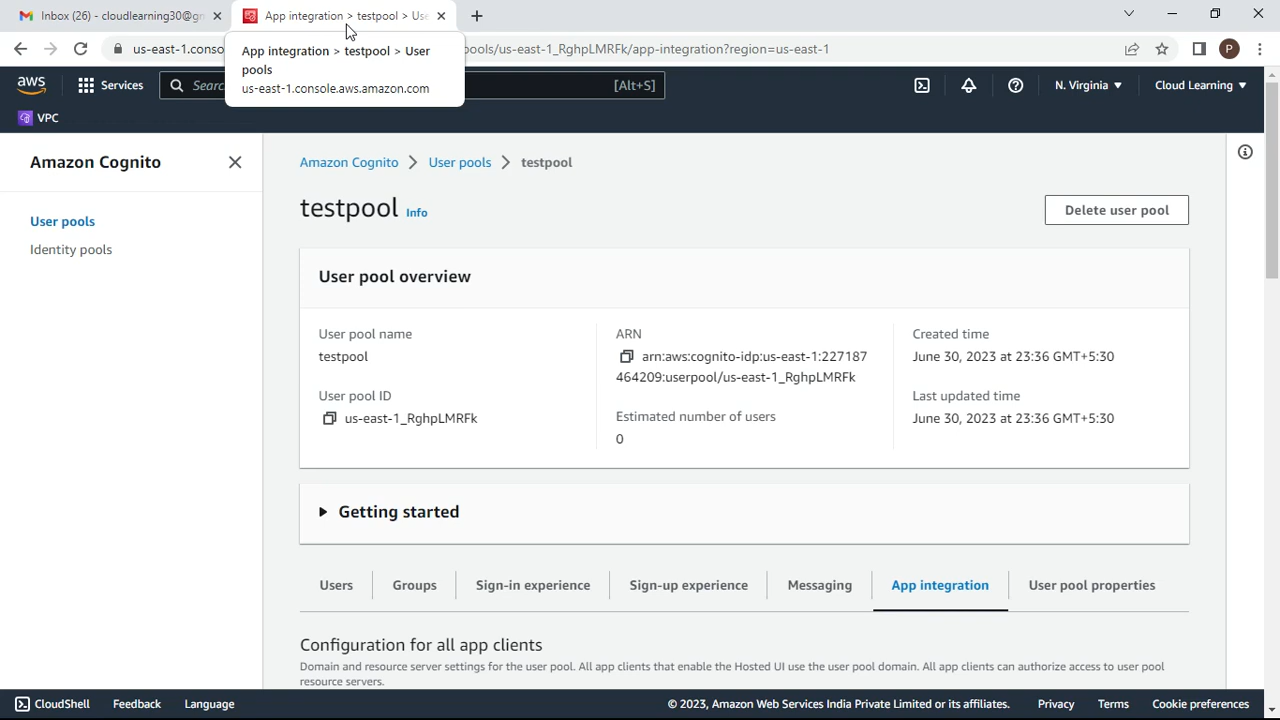 Inbox (26) - cloudlearning30@gn
App integration > testpool > Use
us-east-1.conso
App integration > testpool > User
pools
us-east-1.console.aws.amazon.com
pools/us-east-1_RghpLMRFk/app-integration?region=us-east-1
P
aws
Services
Searc
[Alt+S]
N. Virginia
Cloud Learning
VPC
Amazon Cognito
User pools
Identity pools
Amazon Cognito > User pools > testpool
testpool Info
Delete user pool
User pool overview
User pool name
testpool
User pool ID
us-east-1_RghpLMRFk
ARN
arn:aws:cognito-idp:us-east-1:227187
464209:userpool/us-east-1_RghpLMRFk
Estimated number of users
0
Created time
June 30, 2023 at 23:36 GMT+5:30
Last updated time
June 30, 2023 at 23:36 GMT+5:30
Getting started
Users
Groups
Sign-in experience
Sign-up experience
Messaging
App integration
User pool properties
Configuration for all app clients
Domain and resource server settings for the user pool. All app clients that enable the Hosted UI use the user pool domain. All app clients can authorize access to user pool
resource servers.
CloudShell
Feedback
Language
© 2023, Amazon Web Services India Private Limited or its affiliates.
Privacy
Terms
Cookie preferences